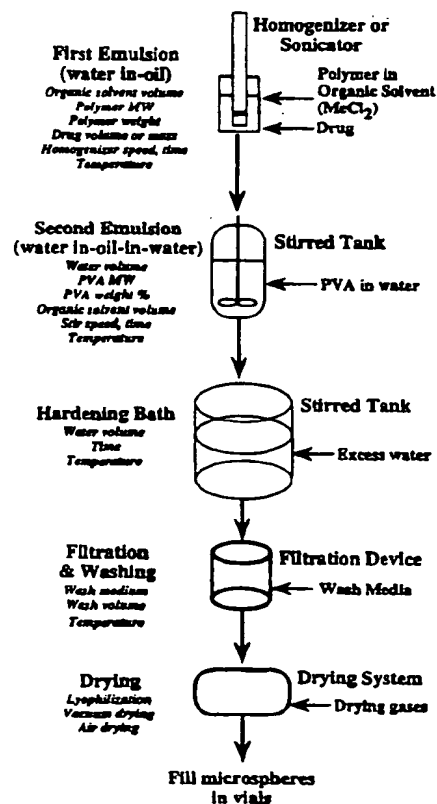 Homogenizer or
Sonicator
First Emulsion
(water in-oil)
Organic solvent volume
Polymer MW
Polymer weight
Drug volume or mass
Homogenizer speed, time
Temperature
Polymer in
Organic Solvent
(MeCl2)
Drug
Second Emulsion
(water in-oil-in-water)
Water volume
PVA MW
PVA weight %
Organic solvent volume
Stir speed, time
Temperature
Stirred Tank
PVA in water
Hardening Bath
Water volume
Time
Temperature
Stirred Tank
Excess water
Filtration
& Washing
Wash medium
Wash volume
Temperature
Filtration Device
Wash Media
Drying
Lyophilization
Vacuum drying
Air drying
Drying System
Drying gases
Fill microspheres
in vials